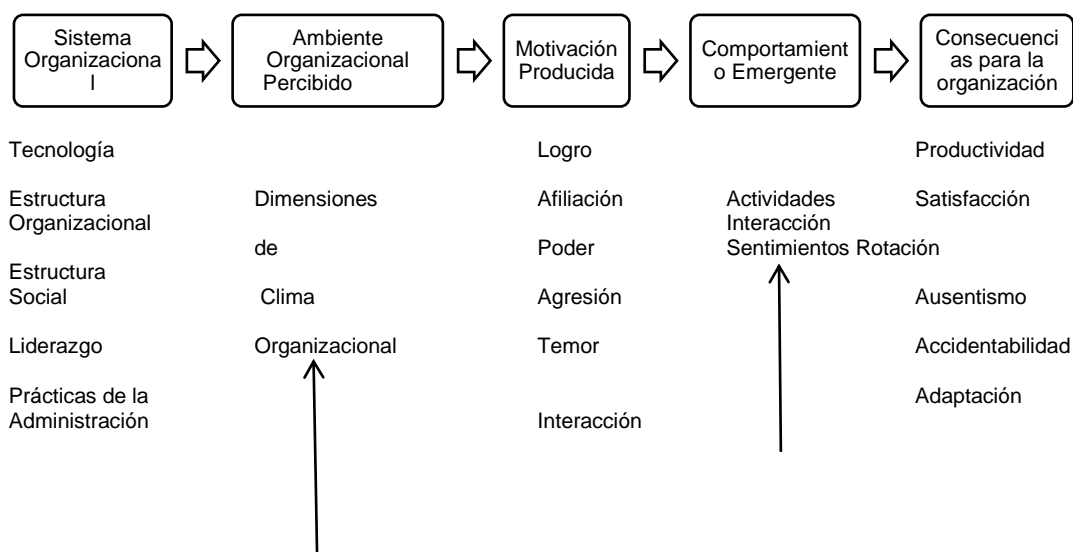 Sistema
Organizaciona
l
Ambiente
Organizacional
Percibido
Motivación
Producida
Comportamient
o Emergente
Consecuenci
as para la
organización
Tecnología
Estructura
Organizacional
Estructura
Social
Liderazgo
Prácticas de la
Administración
Dimensiones
de
Clima
Organizacional
Logro
Afiliación
Poder
Agresión
Temor
Interacción
Actividades
Interacción
Sentimientos Rotación
Productividad
Satisfacción
Ausentismo
Accidentabilidad
Adaptación